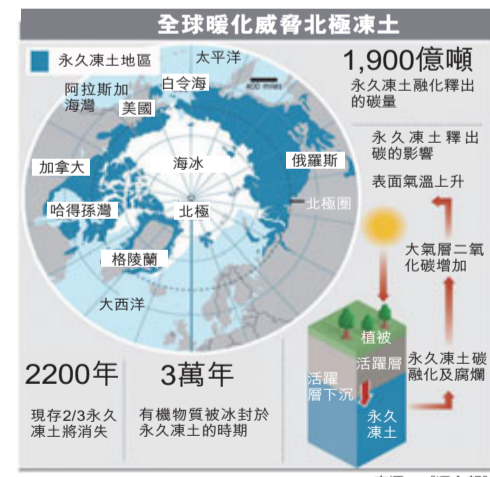 全球暖化威脅北極凍土
永久凍土地區
太平洋
阿拉斯加
海灣
白令海
美國
加拿大
海冰
俄羅斯
哈得孫灣
北極
北極圈
格陵蘭
大西洋
1,900億噸
永久凍土融化釋出
的碳量
永久凍土釋出
碳的影響
表面氣溫上升
大氣層二氧
化碳增加
植被
活躍層
活躍
層下沉
永久
凍土
永久凍土碳
融化及腐爛
2200年
現存2/3永久
凍土將消失
3萬年
有機物質被冰封於
永久凍土的時期